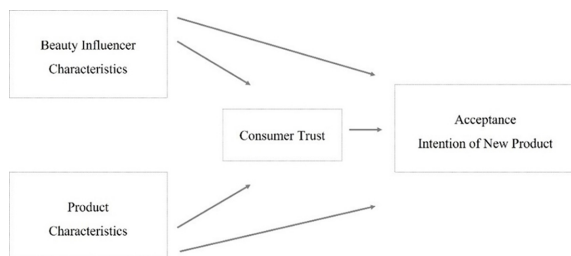 Beauty Influencer
Characteristics
Consumer Trust
Acceptance
Intention of New Product
Product
Characteristics